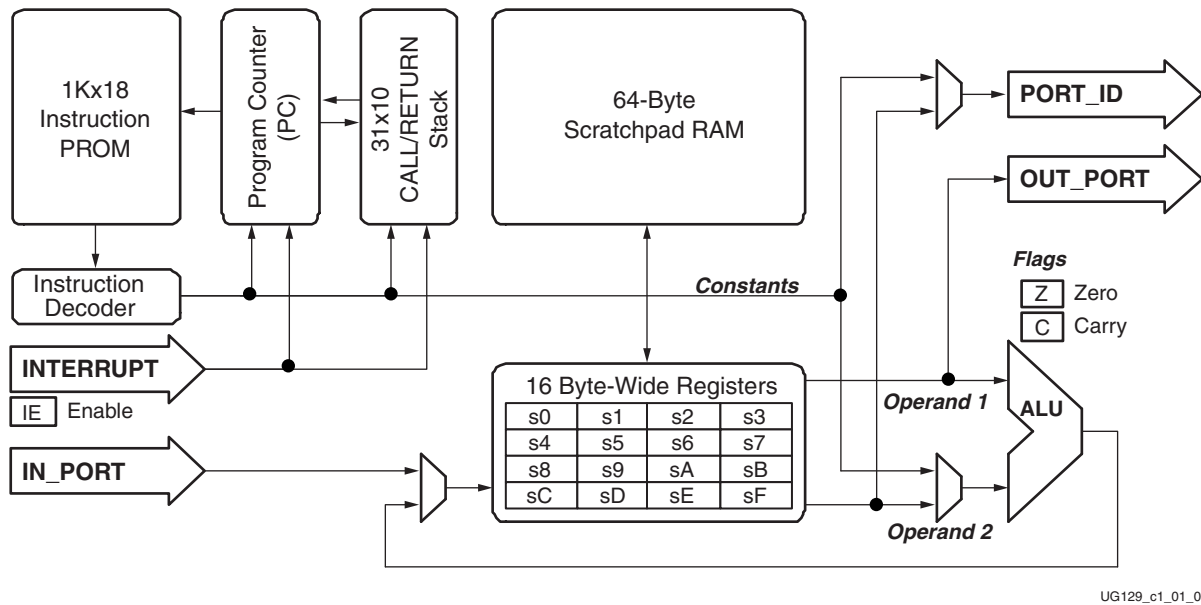 1Kx18
Instruction
PROM
Program Counter
(PC)
31x10
CALL/RETURN
Stack
64-Byte
Scratchpad RAM
PORT_ID
OUT_PORT
Instruction
Decoder
Constants
Flags
Z Zero
C Carry
INTERRUPT
IE Enable
IN_PORT
16 Byte-Wide Registers
s0 s1 s2 s3
s4 s5 s6 s7
s8 s9 sA sB
sC sD sE sF
Operand 1
ALU
Operand 2